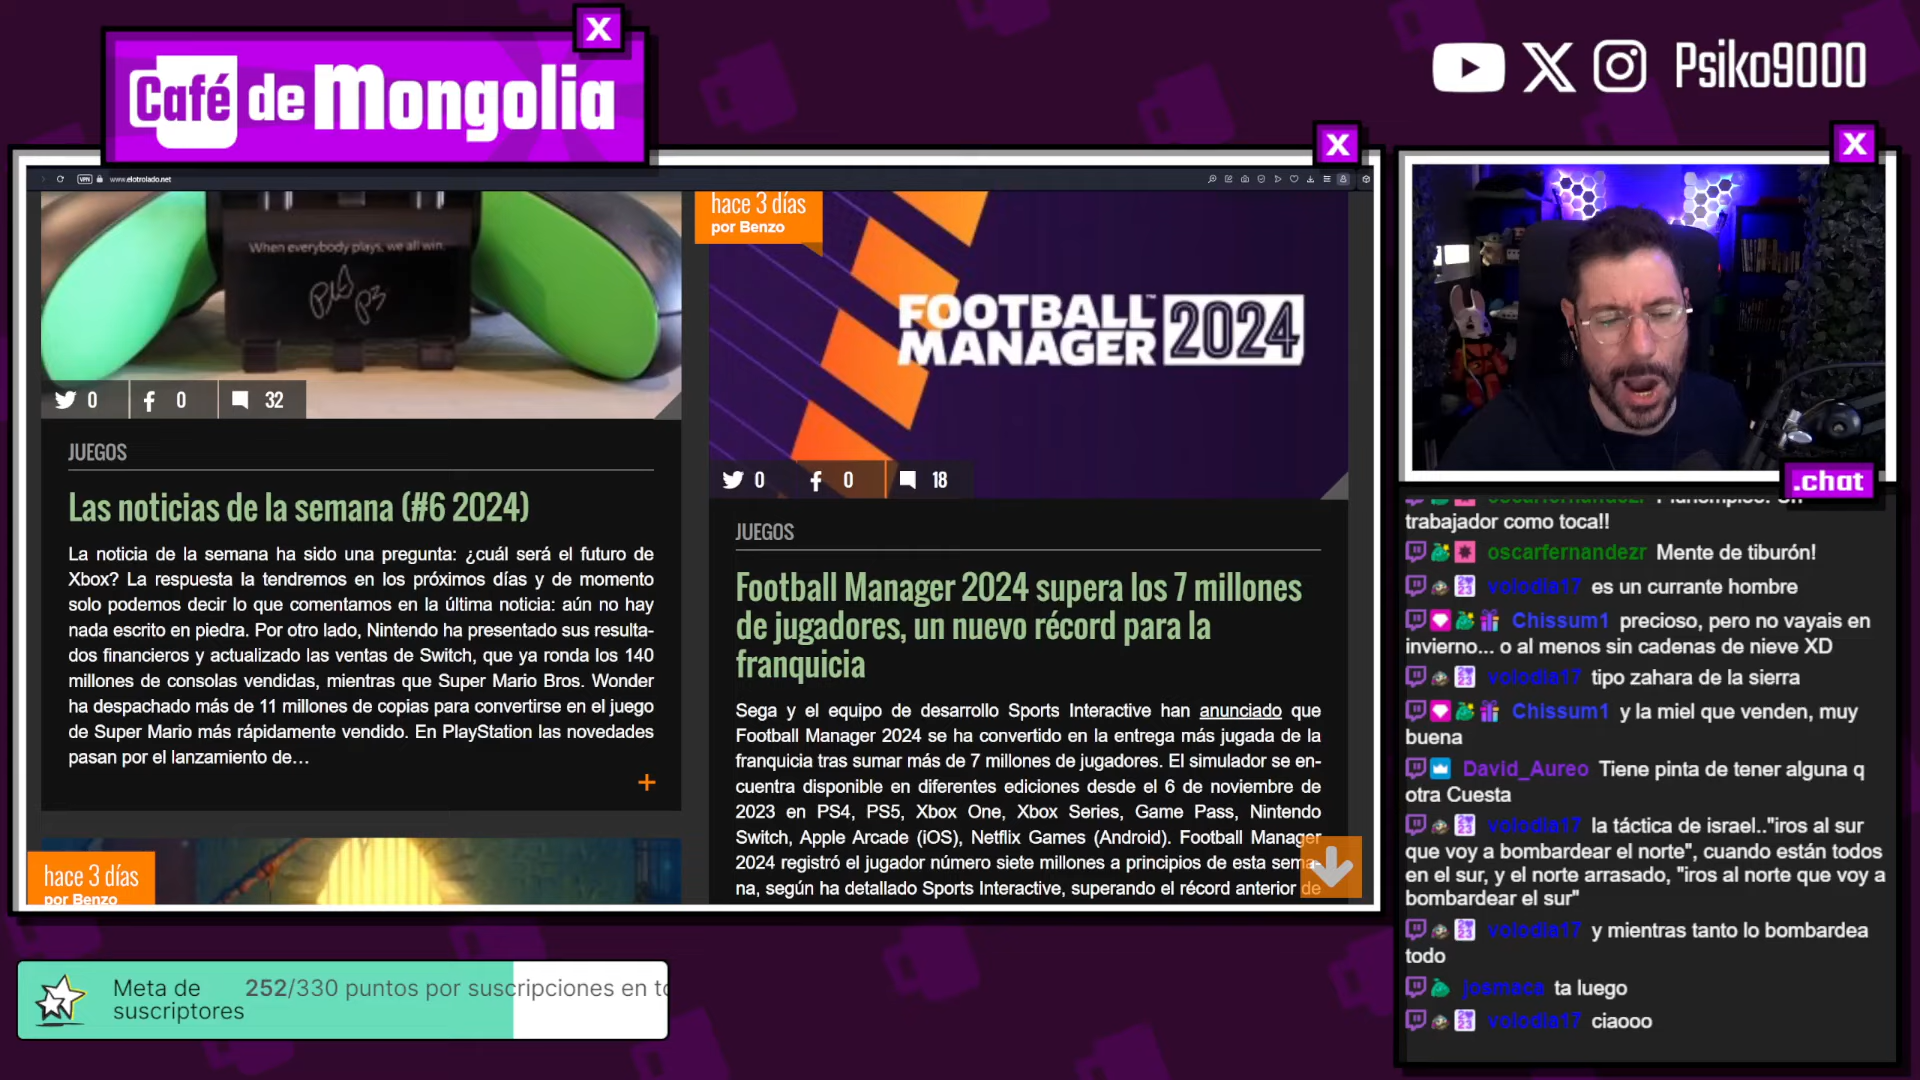 X
Café de Mongolia
Psiko9000
X
X
VPN
www.elotrolado.net
When everybody plays, we all win.
0
0
32
JUEGOS
Las noticias de la semana (#6 2024)
La noticia de la semana ha sido una pregunta: ¿cuál será el futuro de
Xbox? La respuesta la tendremos en los próximos días y de momento
solo podemos decir lo que comentamos en la última noticia: aún no hay
nada escrito en piedra. Por otro lado, Nintendo ha presentado sus resulta-
dos financieros y actualizado las ventas de Switch, que ya ronda los 140
millones de consolas vendidas, mientras que Super Mario Bros. Wonder
ha despachado más de 11 millones de copias para convertirse en el juego
de Super Mario más rápidamente vendido. En PlayStation las novedades
pasan por el lanzamiento de…
+
hace 3 días
por Benzo
hace 3 días
por Benzo
FOOTBALL
MANAGER 2024
0
0
18
JUEGOS
Football Manager 2024 supera los 7 millones
de jugadores, un nuevo récord para la
franquicia
Sega y el equipo de desarrollo Sports Interactive han anunciado que
Football Manager 2024 se ha convertido en la entrega más jugada de la
franquicia tras sumar más de 7 millones de jugadores. El simulador se en-
cuentra disponible en diferentes ediciones desde el 6 de noviembre de
2023 en PS4, PS5, Xbox One, Xbox Series, Game Pass, Nintendo
Switch, Apple Arcade (iOS), Netflix Games (Android). Football Manager
2024 registró el jugador número siete millones a principios de esta sema-
na, según ha detallado Sports Interactive, superando el récord anterior de
Meta de
suscriptores
252/330 puntos por suscripciones en to
.chat
trabajador como toca!!
oscarfernandezr Mente de tiburón!
volodia17 es un currante hombre
Chissum1 precioso, pero no vayais en
invierno... o al menos sin cadenas de nieve XD
volodia17 tipo zahara de la sierra
Chissum1 y la miel que venden, muy
buena
David_Aureo Tiene pinta de tener alguna q
otra Cuesta
volodia17 la táctica de israel.."iros al sur
que voy a bombardear el norte", cuando están todos
en el sur, y el norte arrasado, "iros al norte que voy a
bombardear el sur"
volodia17 y mientras tanto lo bombardea
todo
josmaca ta luego
volodia17 ciaooo